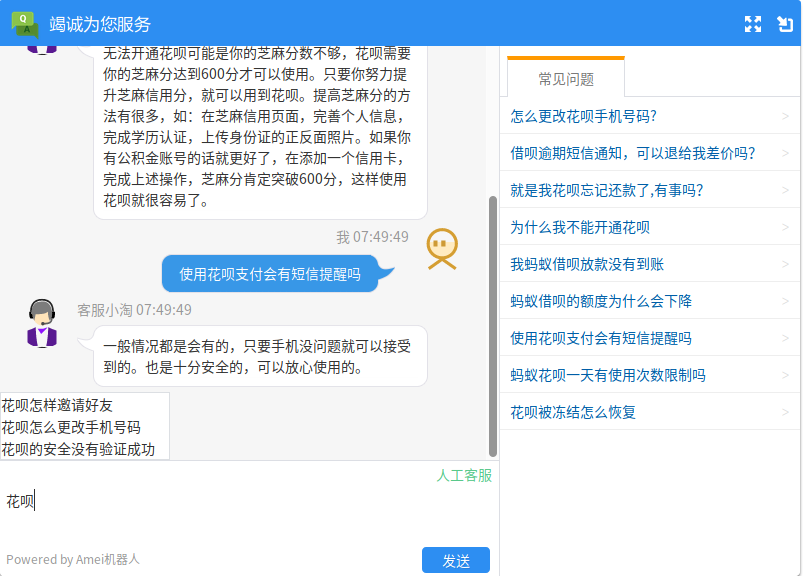 竭诚为您服务
无法开通花呗可能是你的芝麻分数不够，花呗需要
你的芝麻分达到600分才可以使用。只要你努力提
升芝麻信用分，就可以用到花呗。提高芝麻分的方
法有很多，如：在芝麻信用页面，完善个人信息，
完成学历认证，上传身份证的正反面照片。如果你
有公积金账号的话就更好了，在添加一个信用卡，
完成上述操作，芝麻分肯定突破600分，这样使用
花呗就很容易了。
我 07:49:49
使用花呗支付会有短信提醒吗
客服小淘 07:49:49
一般情况都是会有的，只要手机没问题就可以接受
到的。也是十分安全的，可以放心使用的。
花呗怎样邀请好友
花呗怎么更改手机号码
花呗的安全没有验证成功
人工客服
花呗
Powered by Amei机器人
发送
常见问题
怎么更改花呗手机号码? >
借呗逾期短信通知，可以退给我差价吗? >
就是我花呗忘记还款了,有事吗? >
为什么我不能开通花呗 >
我蚂蚁借呗放款没有到账 >
蚂蚁借呗的额度为什么会下降 >
使用花呗支付会有短信提醒吗 >
蚂蚁花呗一天有使用次数限制吗 >
花呗被冻结怎么恢复 >